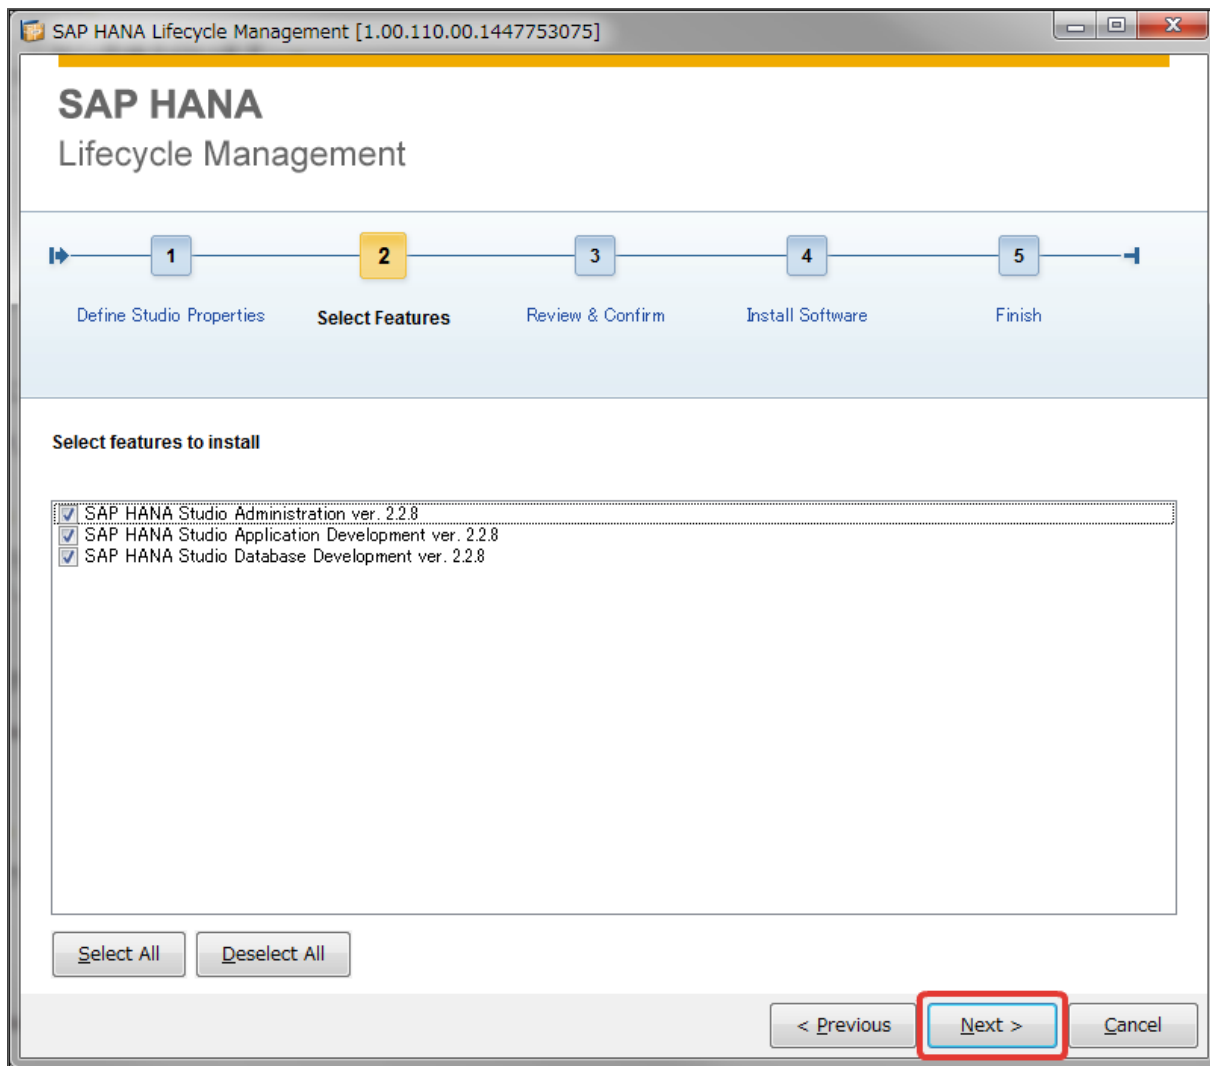 SAP HANA Lifecycle Management [1.00.110.00.1447753075]
SAP HANA
Lifecycle Management
1 2 3 4 5
Define Studio Properties Select Features Review & Confirm Install Software Finish
Select features to install
SAP HANA Studio Administration ver. 2.2.8
SAP HANA Studio Application Development ver. 2.2.8
SAP HANA Studio Database Development ver. 2.2.8
Select All Deselect All
< Previous Next > Cancel